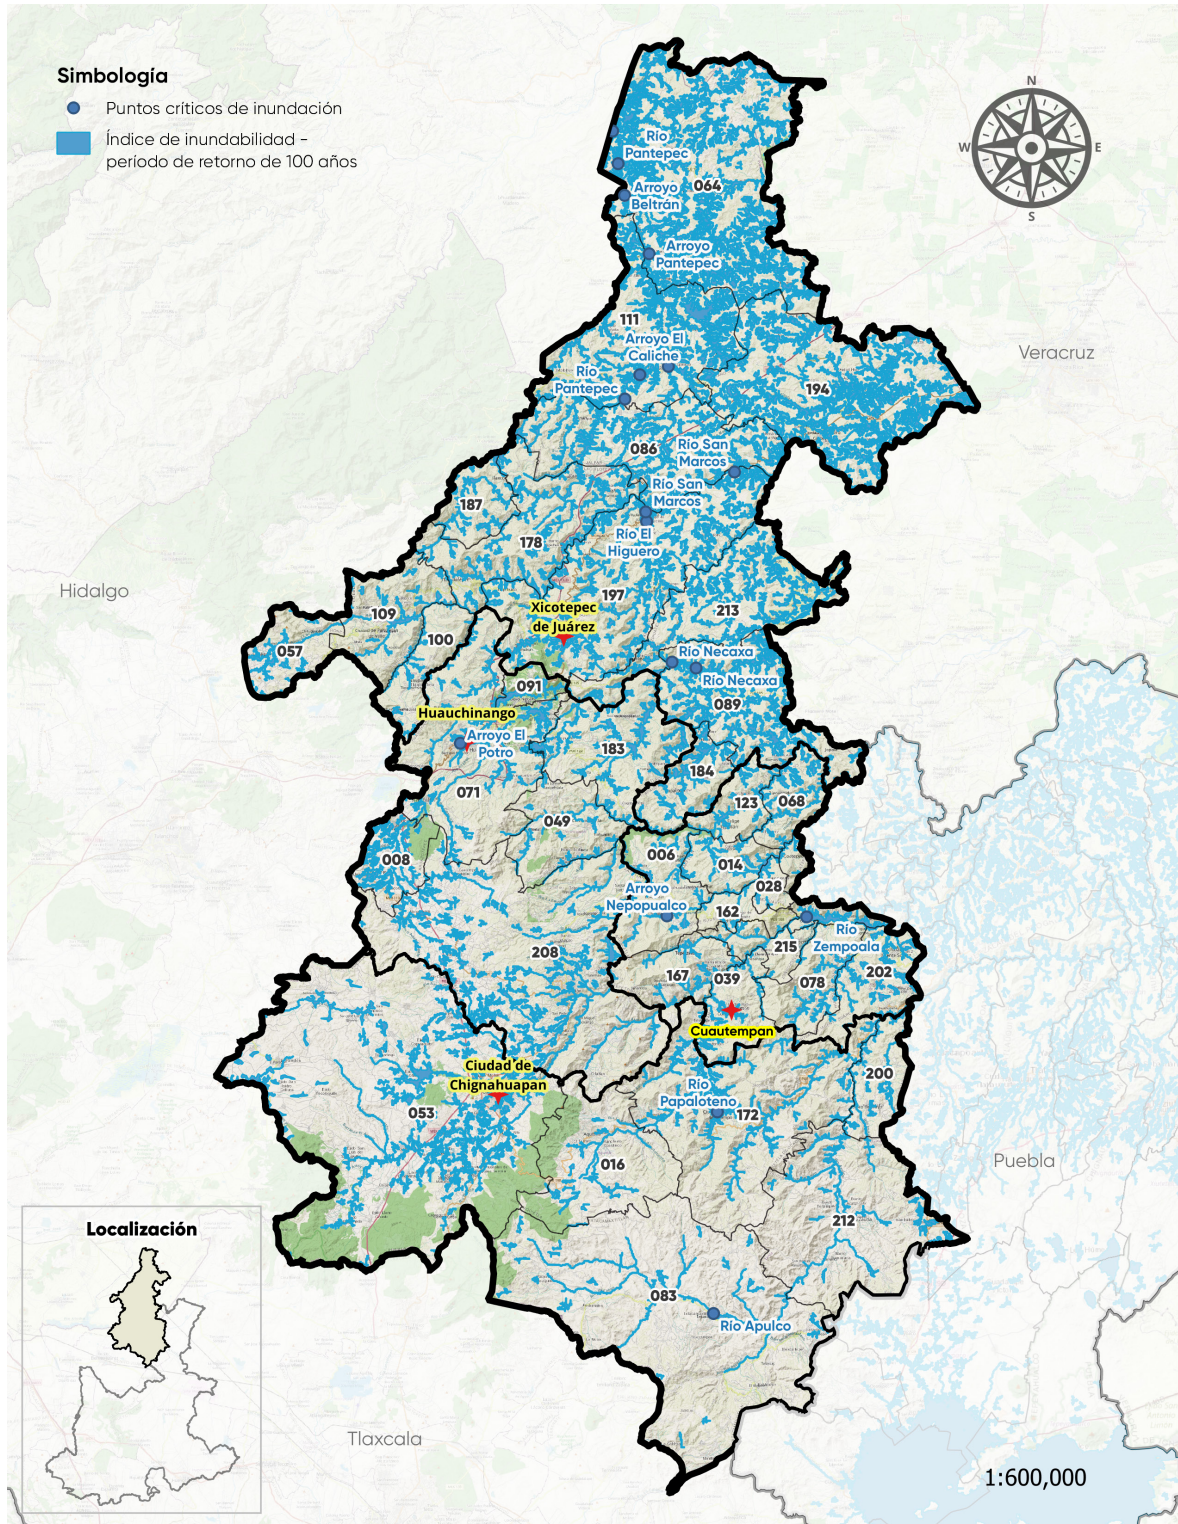 Simbología
Puntos críticos de inundación
Índice de inundabilidad -
período de retorno de 100 años
N
W
E
S
Río
Pantepec
064
Arroyo
Beltrán
Arroyo
Pantepec
111
Arroyo El
Caliche
Veracruz
Río
Pantepec
194
086
Río San
Marcos
187
Río San
Marcos
178
Río El
Higuero
Hidalgo
197
Xicotepec
de Juárez
109
213
100
057
Río Necaxa
Río Necaxa
091
089
Huauchinango
Arroyo El
Potro
183
184
071
123
068
049
008
006
014
028
Arroyo
Nepopualco
162
Río
Zempoala
215
208
167
039
078
202
Cuautempan
Ciudad de
Chignahuapan
200
Río
Papaloteno
053
172
016
Puebla
212
Localización
083
Río Apulco
Tlaxcala
1:600,000